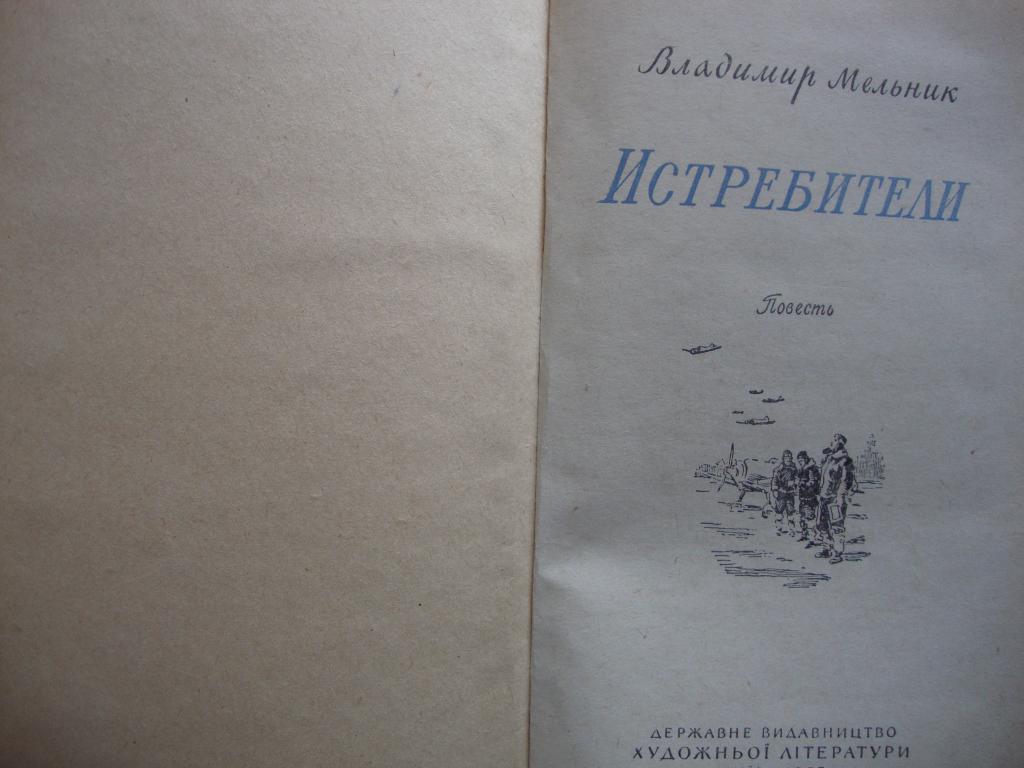 Владимир Мельник
ИСТРЕБИТЕЛИ
Повесть
ДЕРЖАВНЕ ВИДАВНИЦТВО
ХУДОЖНЬОЇ ЛІТЕРАТУРИ